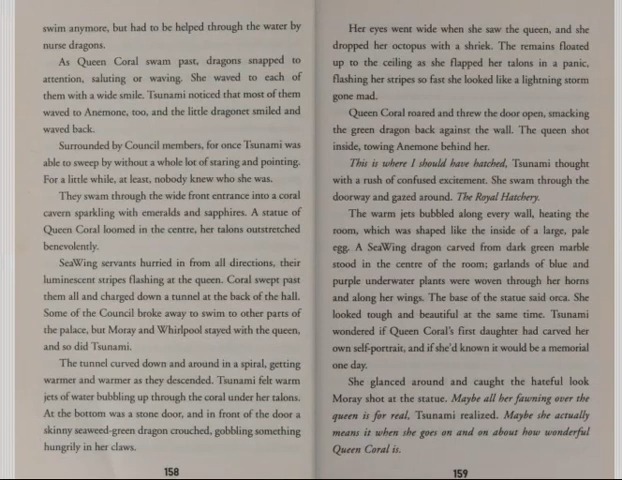 swim anymore, but had to be helped through the water by
nurse dragons.
As Queen Coral swam past, dragons snapped to
attention, saluting or waving. She waved to each of
them with a wide smile. Tsunami noticed that most of them
waved to Anemone, too, and the little dragonet smiled and
waved back.
Surrounded by Council members, for once Tsunami was
able to sweep by without a whole lot of staring and pointing.
For a little while, at least, nobody knew who she was.
They swam through the wide front entrance into a coral
cavern sparkling with emeralds and sapphires. A statue of
Queen Coral loomed in the centre, her talons outstretched
benevolently.
SeaWing servants hurried in from all directions, their
luminescent stripes flashing at the queen. Coral swept past
them all and charged down a tunnel at the back of the hall.
Some of the Council broke away to swim to other parts of
the palace, but Moray and Whirlpool stayed with the queen,
and so did Tsunami.
The tunnel curved down and around in a spiral, getting
warmer and warmer as they descended. Tsunami felt warm
jets of water bubbling up through the coral under her talons.
At the bottom was a stone door, and in front of the door a
skinny seaweed-green dragon crouched, gobbling something
hungrily in her claws.
158
Her eyes went wide when she saw the queen, and she
dropped her octopus with a shriek. The remains floated
up to the ceiling as she flapped her talons in a panic,
flashing her stripes so fast she looked like a lightning storm
gone mad.
Queen Coral roared and threw the door open, smacking
the green dragon back against the wall. The queen shot
inside, towing Anemone behind her.
This is where I should have hatched, Tsunami thought
with a rush of confused excitement. She swam through the
doorway and gazed around. The Royal Hatchery.
The warm jets bubbled along every wall, heating the
room, which was shaped like the inside of a large, pale
egg. A SeaWing dragon carved from dark green marble
stood in the centre of the room; garlands of blue and
purple underwater plants were woven through her horns
and along her wings. The base of the statue said orca. She
looked tough and beautiful at the same time. Tsunami
wondered if Queen Coral's first daughter had carved her
own self-portrait, and if she'd known it would be a memorial
one day.
She glanced around and caught the hateful look
Moray shot at the statue. Maybe all her fawning over the
queen is for real, Tsunami realized. Maybe she actually
means it when she goes on and on about how wonderful
Queen Coral is.
159